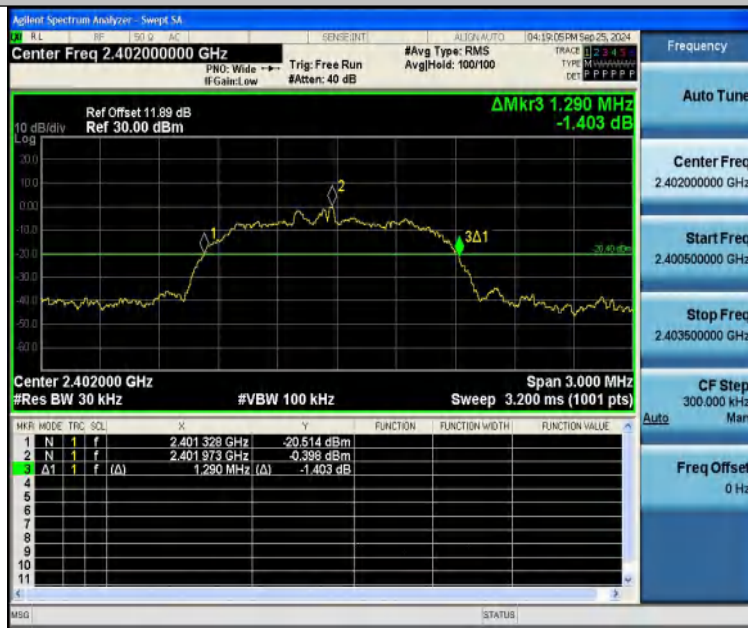 Agilent Spectrum Analyzer - Swept SA
RL RF 50 Ω AC SENSE:INT ALIGN AUTO 04:19:05 PM Sep 25, 2024
Center Freq 2.402000000 GHz
PNO: Wide
IFGain:Low
Trig: Free Run
#Atten: 40 dB
#Avg Type: RMS
Avg|Hold: 100/100
TRACE 1 2 3 4 5 6
TYPE M W W W W W
DET P P P P P P
ΔMkr3 1.290 MHz
-1.403 dB
Ref Offset 11.89 dB
10 dB/div Ref 30.00 dBm
Log
20.0
10.0
0.00
-10.0
-20.0
-30.0
-40.0
-50.0
-60.0
1
2
3Δ1
-20.40 dBm
Center 2.402000 GHz Span 3.000 MHz
#Res BW 30 kHz #VBW 100 kHz Sweep 3.200 ms (1001 pts)
MKR MODE TRC SCL X Y FUNCTION FUNCTION WIDTH FUNCTION VALUE
1 N 1 f 2.401 328 GHz -20.514 dBm
2 N 1 f 2.401 973 GHz -0.398 dBm
3 Δ1 1 f (Δ) 1.290 MHz (Δ) -1.403 dB
4
5
6
7
8
9
10
11
MSG STATUS
Frequency
Auto Tune
Center Freq
2.402000000 GHz
Start Freq
2.400500000 GHz
Stop Freq
2.403500000 GHz
CF Step
300.000 kHz
Auto Man
Freq Offset
0 Hz